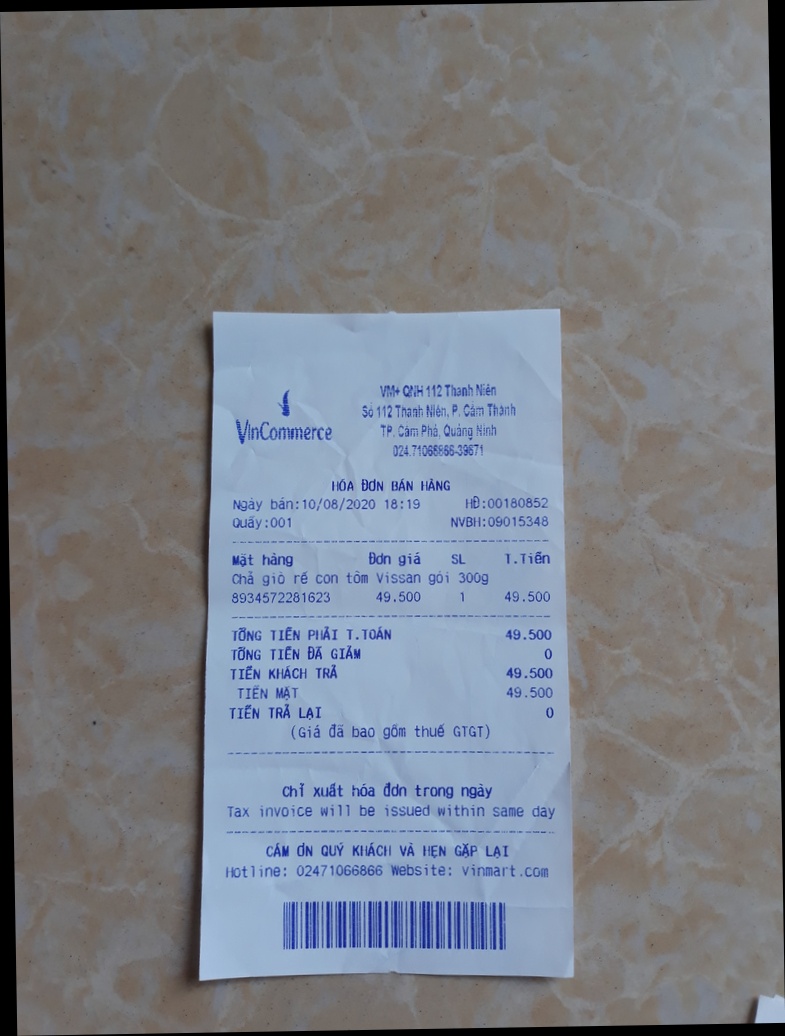 VinCommerce
VM+ QNH 112 Thanh Niên
Số 112 Thanh Niên, P. Cẩm Thành
TP. Cẩm Phả, Quảng Ninh
024.71066866-39671
HÓA ĐƠN BÁN HÀNG
Ngày bán:10/08/2020 18:19 HĐ:00180852
Quầy:001 NVBH:09015348
Mặt hàng Đơn giá SL T.Tiền
Chả giò rế con tôm Vissan gói 300g
8934572281623 49.500 1 49.500
TỔNG TIỀN PHẢI T.TOÁN 49.500
TỔNG TIỀN ĐÃ GIẢM 0
TIỀN KHÁCH TRẢ 49.500
TIỀN MẶT 49.500
TIỀN TRẢ LẠI 0
(Giá đã bao gồm thuế GTGT)
Chỉ xuất hóa đơn trong ngày
Tax invoice will be issued within same day
CẢM ƠN QUÝ KHÁCH VÀ HẸN GẶP LẠI
Hotline: 02471066866 Website: vinmart.com